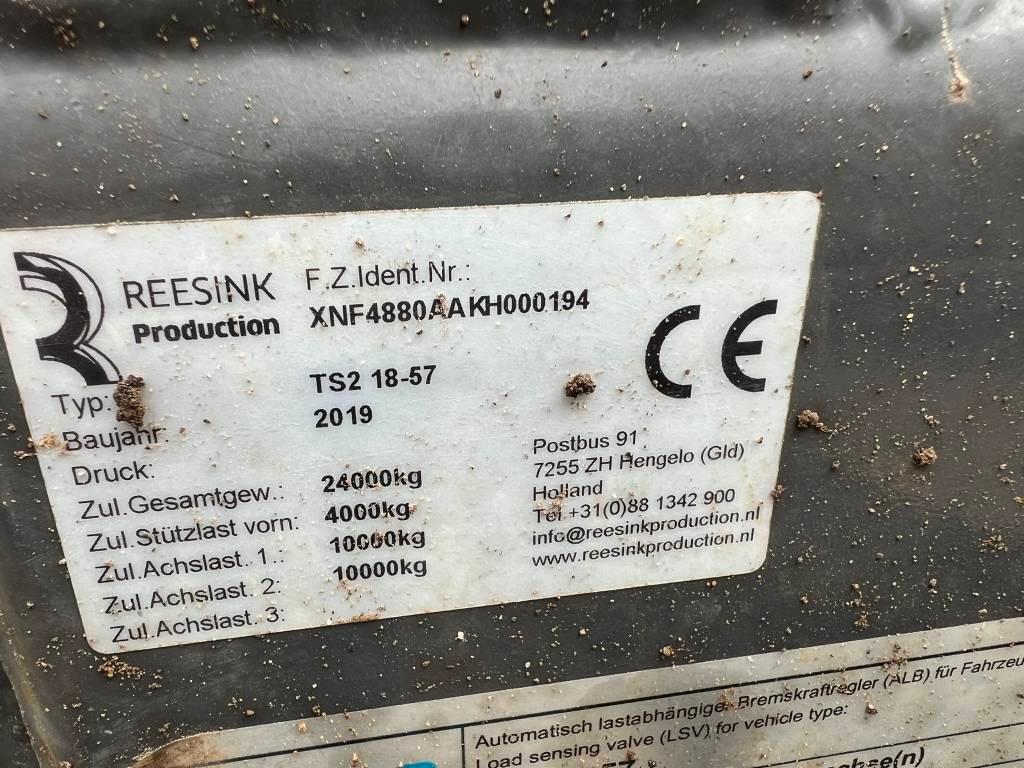 REESINK
Production
F.Z.Ident.Nr.:
XNF4880AAKH000194
CE
Typ: TS2 18-57
Baujahr: 2019
Druck:
Zul.Gesamtgew.: 24000kg
Zul.Stützlast vorn: 4000kg
Zul.Achslast. 1.: 10000kg
Zul.Achslast. 2: 10000kg
Zul.Achslast. 3:
Postbus 91
7255 ZH Hengelo (Gld)
Holland
Tel.+31(0)88 1342 900
info@reesinkproduction.nl
www.reesinkproduction.nl
Automatisch lastabhängige. Bremskraftregler (ALB) für
Load sensing valve (LSV) for vehicle type: